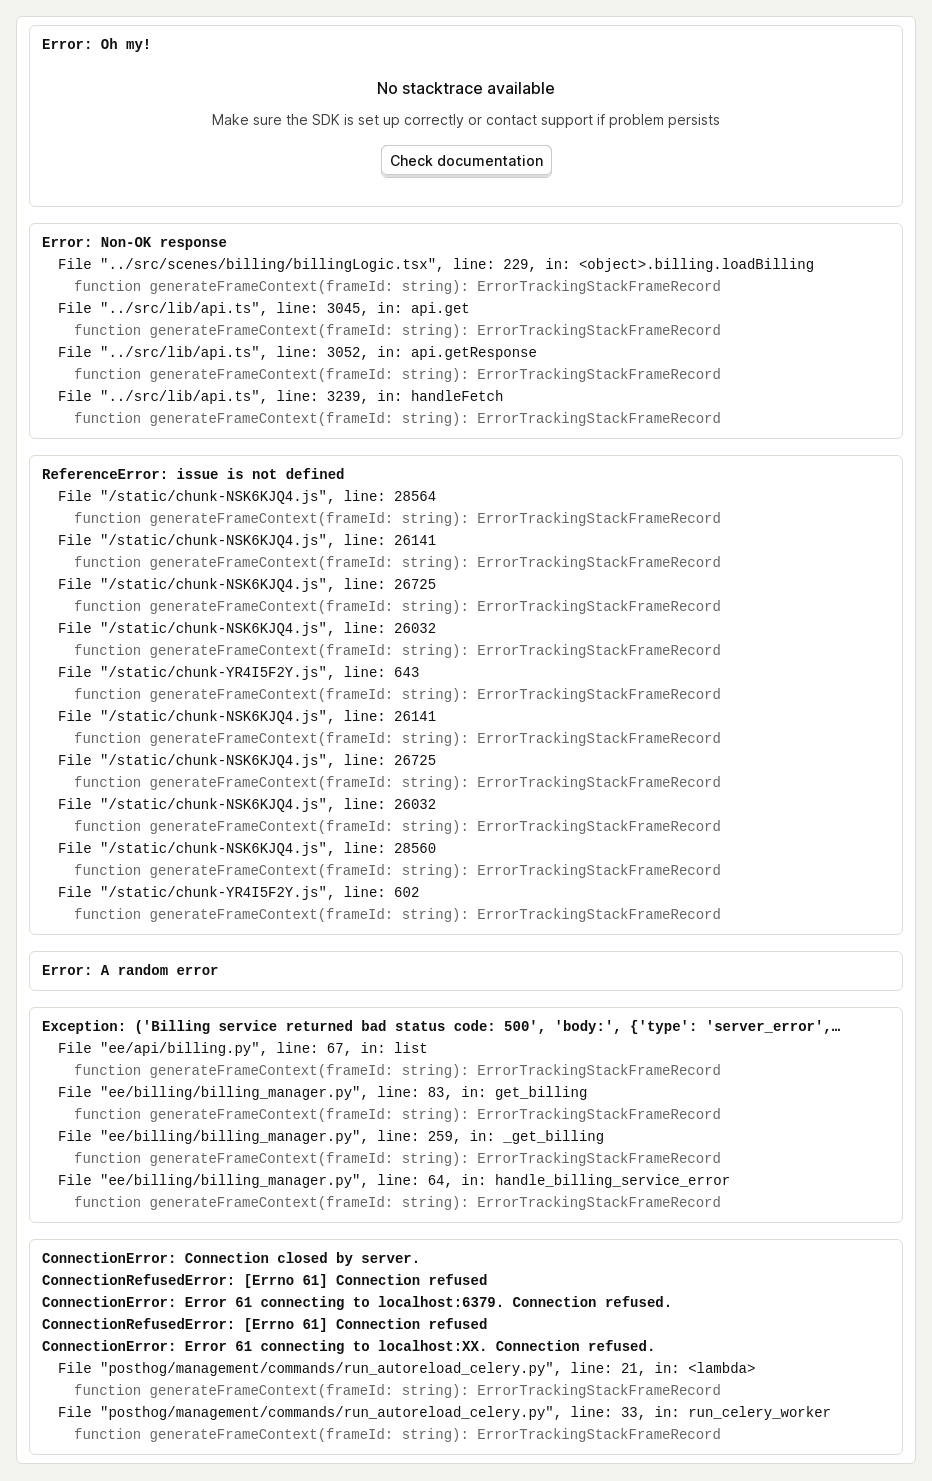 Error: Oh my!
No stacktrace available
Make sure the SDK is set up correctly or contact support if problem persists
Check documentation
Error: Non-OK response
File "../src/scenes/billing/billingLogic.tsx", line: 229, in: <object>.billing.loadBilling
function generateFrameContext(frameId: string): ErrorTrackingStackFrameRecord
File "../src/lib/api.ts", line: 3045, in: api.get
function generateFrameContext(frameId: string): ErrorTrackingStackFrameRecord
File "../src/lib/api.ts", line: 3052, in: api.getResponse
function generateFrameContext(frameId: string): ErrorTrackingStackFrameRecord
File "../src/lib/api.ts", line: 3239, in: handleFetch
function generateFrameContext(frameId: string): ErrorTrackingStackFrameRecord
ReferenceError: issue is not defined
File "/static/chunk-NSK6KJQ4.js", line: 28564
function generateFrameContext(frameId: string): ErrorTrackingStackFrameRecord
File "/static/chunk-NSK6KJQ4.js", line: 26141
function generateFrameContext(frameId: string): ErrorTrackingStackFrameRecord
File "/static/chunk-NSK6KJQ4.js", line: 26725
function generateFrameContext(frameId: string): ErrorTrackingStackFrameRecord
File "/static/chunk-NSK6KJQ4.js", line: 26032
function generateFrameContext(frameId: string): ErrorTrackingStackFrameRecord
File "/static/chunk-YR4I5F2Y.js", line: 643
function generateFrameContext(frameId: string): ErrorTrackingStackFrameRecord
File "/static/chunk-NSK6KJQ4.js", line: 26141
function generateFrameContext(frameId: string): ErrorTrackingStackFrameRecord
File "/static/chunk-NSK6KJQ4.js", line: 26725
function generateFrameContext(frameId: string): ErrorTrackingStackFrameRecord
File "/static/chunk-NSK6KJQ4.js", line: 26032
function generateFrameContext(frameId: string): ErrorTrackingStackFrameRecord
File "/static/chunk-NSK6KJQ4.js", line: 28560
function generateFrameContext(frameId: string): ErrorTrackingStackFrameRecord
File "/static/chunk-YR4I5F2Y.js", line: 602
function generateFrameContext(frameId: string): ErrorTrackingStackFrameRecord
Error: A random error
Exception: ('Billing service returned bad status code: 500', 'body:', {'type': 'server_error',…
File "ee/api/billing.py", line: 67, in: list
function generateFrameContext(frameId: string): ErrorTrackingStackFrameRecord
File "ee/billing/billing_manager.py", line: 83, in: get_billing
function generateFrameContext(frameId: string): ErrorTrackingStackFrameRecord
File "ee/billing/billing_manager.py", line: 259, in: _get_billing
function generateFrameContext(frameId: string): ErrorTrackingStackFrameRecord
File "ee/billing/billing_manager.py", line: 64, in: handle_billing_service_error
function generateFrameContext(frameId: string): ErrorTrackingStackFrameRecord
ConnectionError: Connection closed by server.
ConnectionRefusedError: [Errno 61] Connection refused
ConnectionError: Error 61 connecting to localhost:6379. Connection refused.
ConnectionRefusedError: [Errno 61] Connection refused
ConnectionError: Error 61 connecting to localhost:XX. Connection refused.
File "posthog/management/commands/run_autoreload_celery.py", line: 21, in: <lambda>
function generateFrameContext(frameId: string): ErrorTrackingStackFrameRecord
File "posthog/management/commands/run_autoreload_celery.py", line: 33, in: run_celery_worker
function generateFrameContext(frameId: string): ErrorTrackingStackFrameRecord